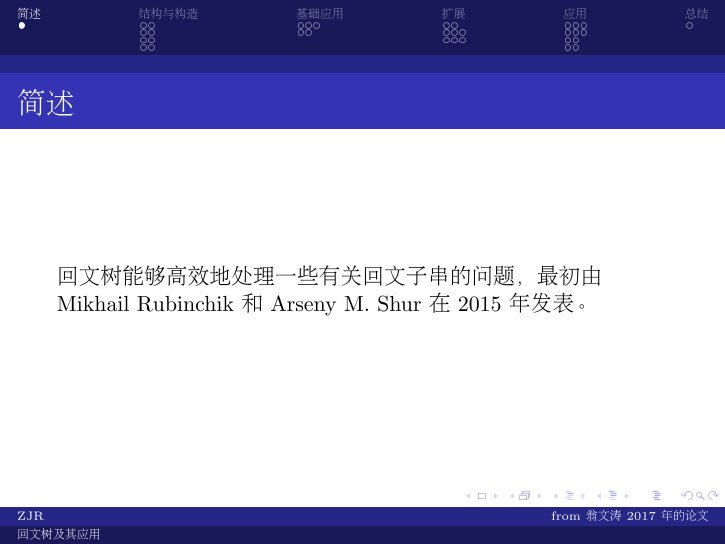 简述 结构与构造 基础应用 扩展 应用 总结
简述
回文树能够高效地处理一些有关回文子串的问题，最初由
Mikhail Rubinchik 和 Arseny M. Shur 在 2015 年发表。
ZJR from 翁文涛 2017 年的论文
回文树及其应用